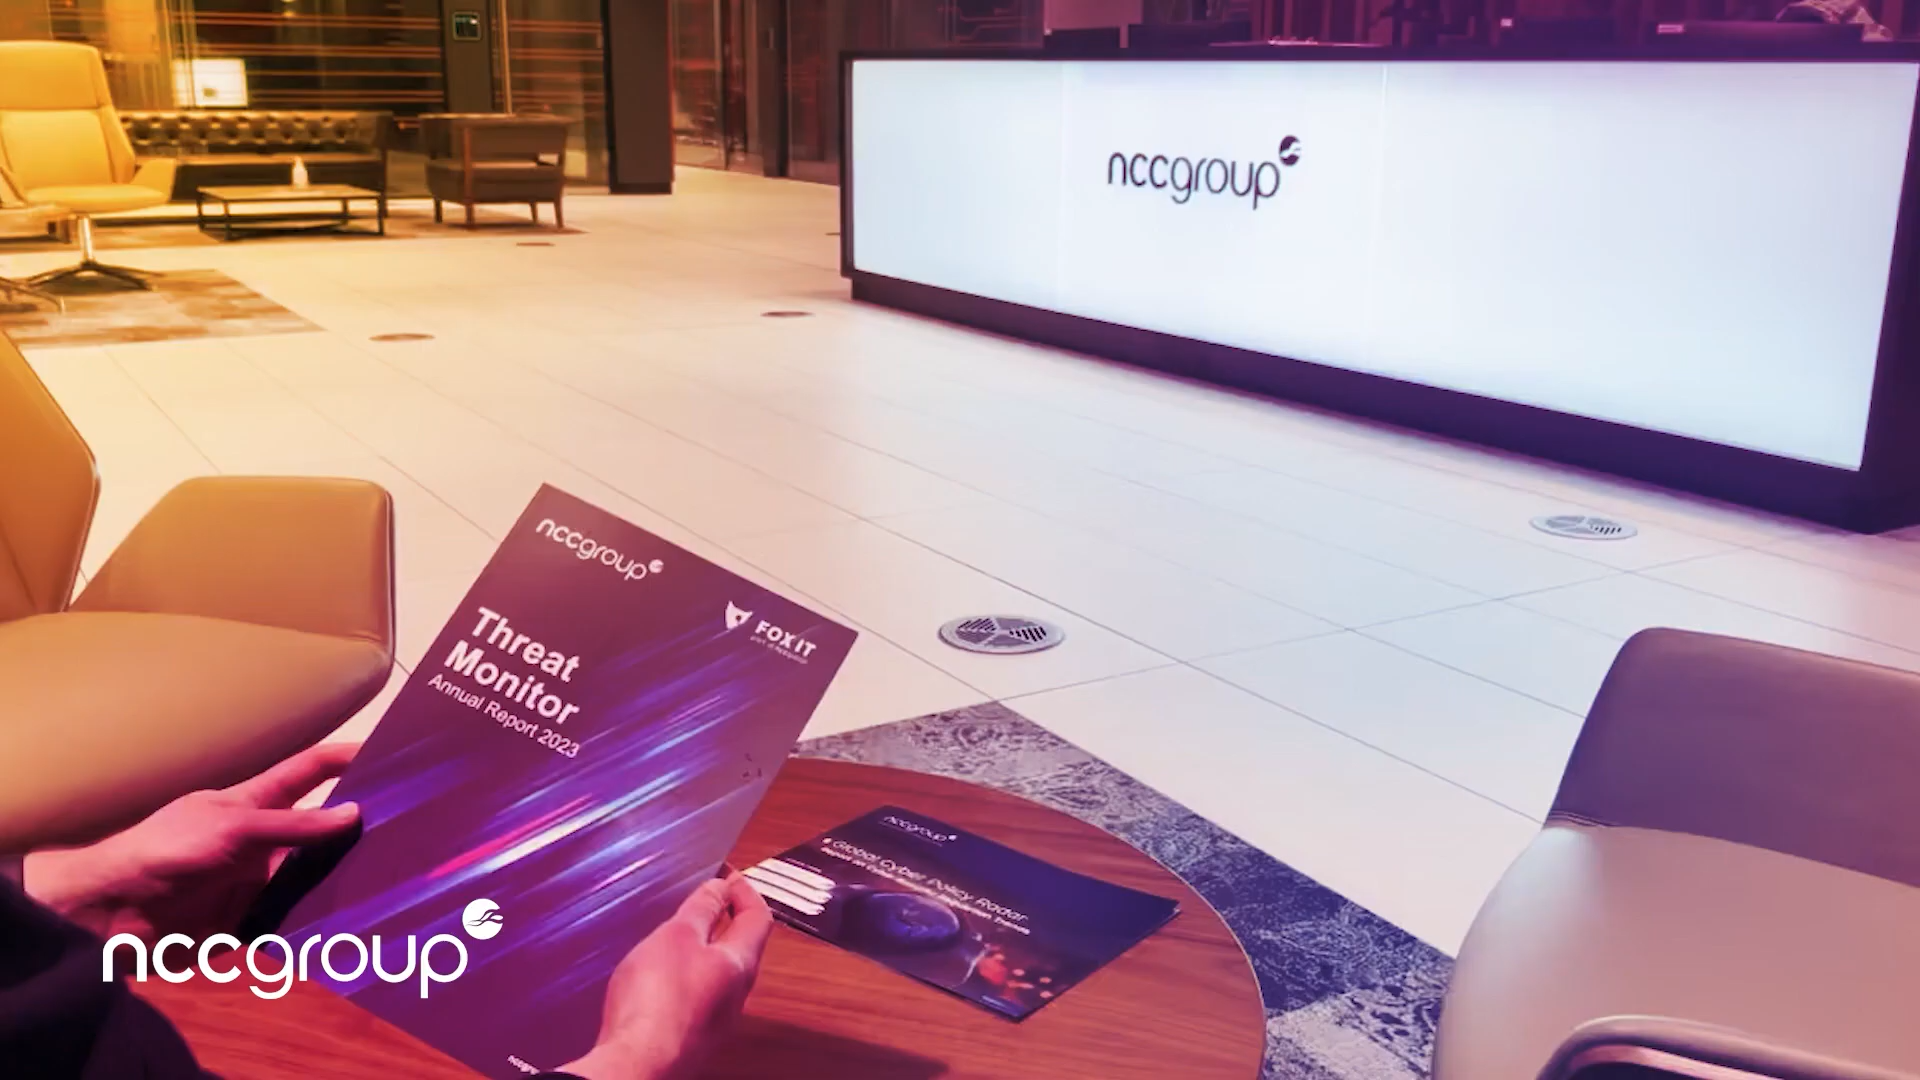 nccgroup
nccgroup
FOX IT
Threat
Monitor
Annual Report 2023
nccgroup
Global Cyber Policy Radar
nccgroup